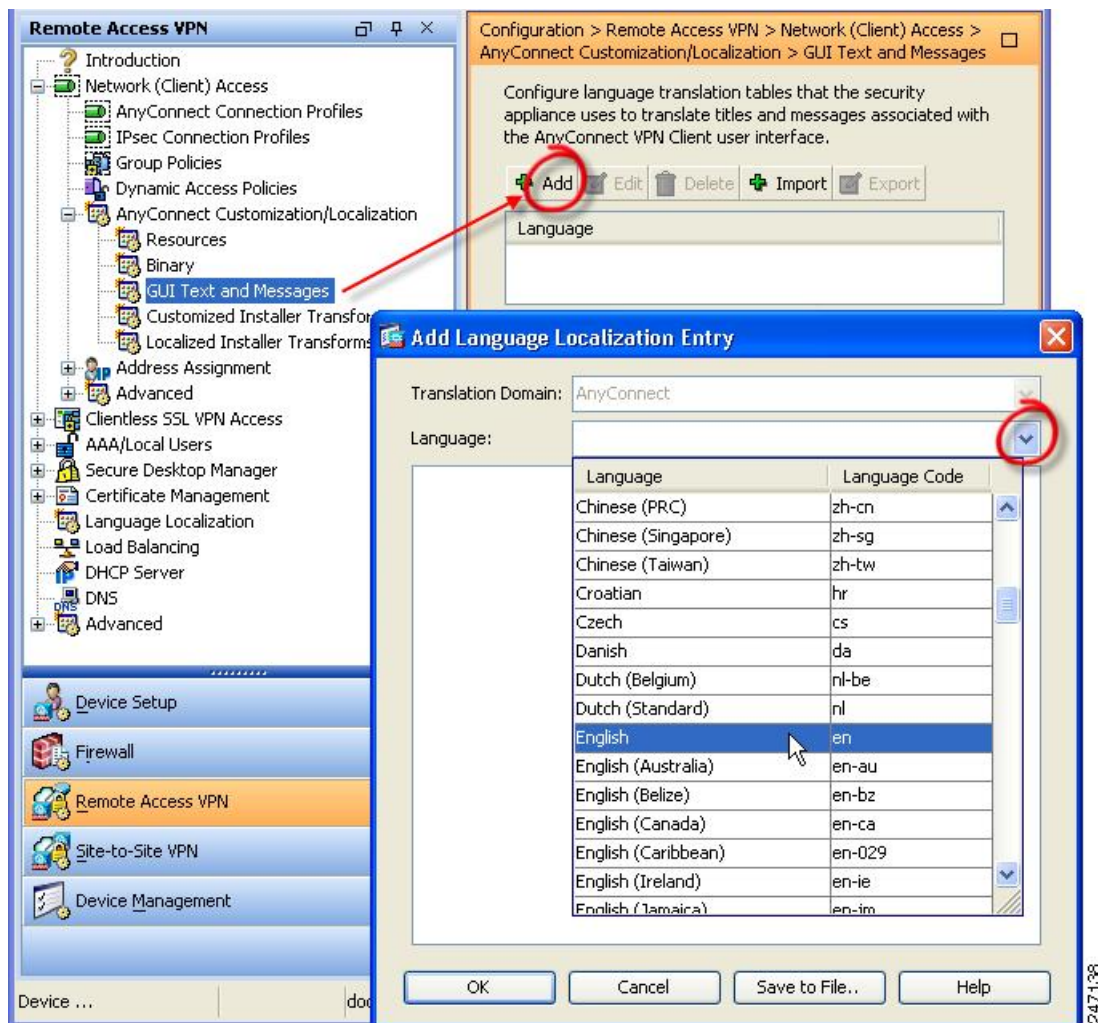 Remote Access VPN
Introduction
Network (Client) Access
AnyConnect Connection Profiles
IPsec Connection Profiles
Group Policies
Dynamic Access Policies
AnyConnect Customization/Localization
Resources
Binary
GUI Text and Messages
Customized Installer Transfor
Localized Installer Transforms
Address Assignment
Advanced
Clientless SSL VPN Access
AAA/Local Users
Secure Desktop Manager
Certificate Management
Language Localization
Load Balancing
DHCP Server
DNS
Advanced
Device Setup
Firewall
Remote Access VPN
Site-to-Site VPN
Device Management
Device ...
doc
Configuration > Remote Access VPN > Network (Client) Access >
AnyConnect Customization/Localization > GUI Text and Messages
Configure language translation tables that the security
appliance uses to translate titles and messages associated with
the AnyConnect VPN Client user interface.
Add Edit Delete Import Export
Language
Add Language Localization Entry
Translation Domain: AnyConnect
Language:
Language Language Code
Chinese (PRC) zh-cn
Chinese (Singapore) zh-sg
Chinese (Taiwan) zh-tw
Croatian hr
Czech cs
Danish da
Dutch (Belgium) nl-be
Dutch (Standard) nl
English en
English (Australia) en-au
English (Belize) en-bz
English (Canada) en-ca
English (Caribbean) en-029
English (Ireland) en-ie
English (Jamaica) en-jm
OK Cancel Save to File.. Help
247138